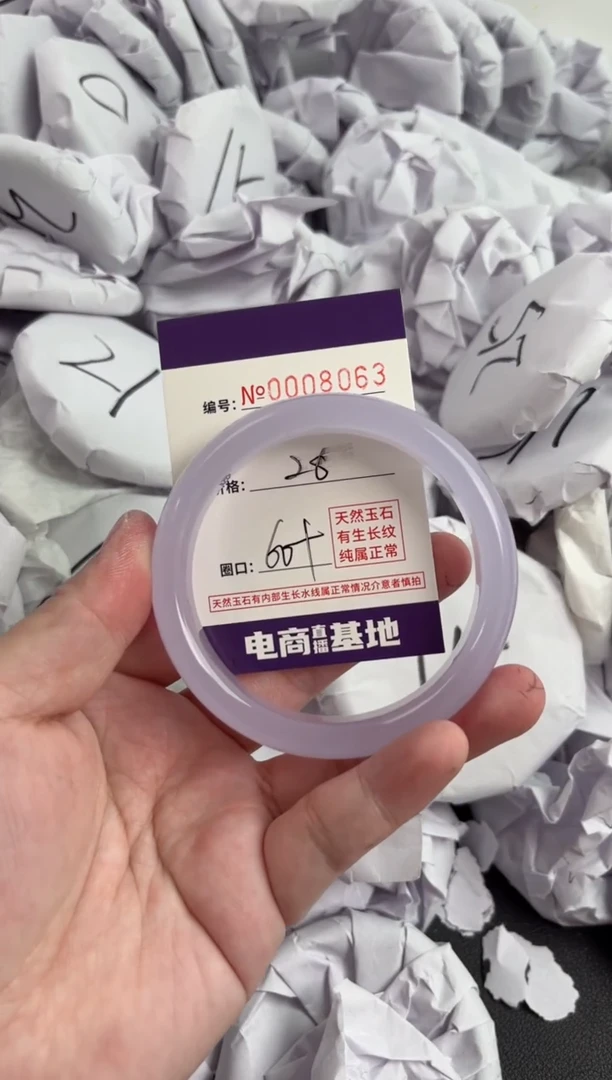 编号: №0008063
格: 28
圈口: 60+
天然玉石
有生长纹
纯属正常
天然玉石有内部生长水线属正常情况介意者慎拍
电商直播基地